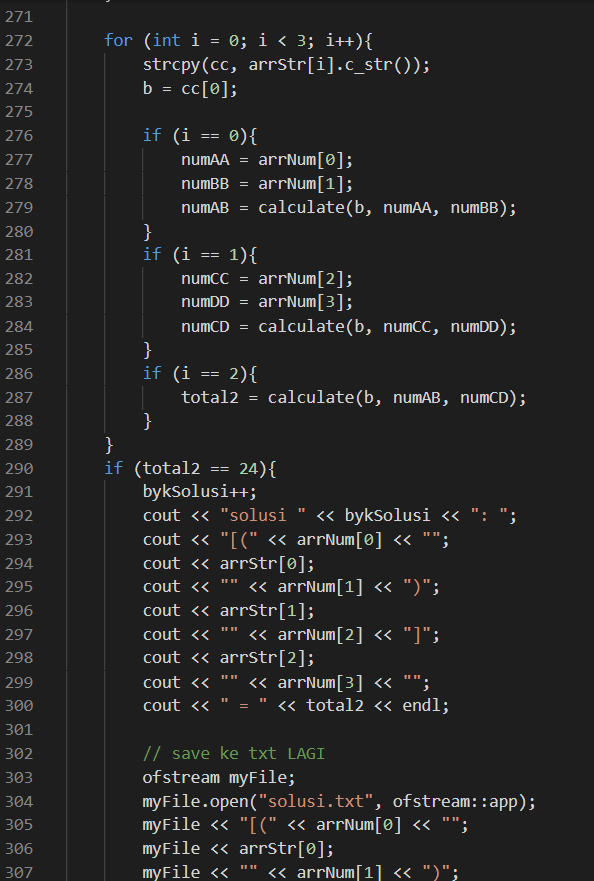 271
272 for (int i = 0; i < 3; i++){
273 strcpy(cc, arrStr[i].c_str());
274 b = cc[0];
275
276 if (i == 0){
277 numAA = arrNum[0];
278 numBB = arrNum[1];
279 numAB = calculate(b, numAA, numBB);
280 }
281 if (i == 1){
282 numCC = arrNum[2];
283 numDD = arrNum[3];
284 numCD = calculate(b, numCC, numDD);
285 }
286 if (i == 2){
287 total2 = calculate(b, numAB, numCD);
288 }
289 }
290 if (total2 == 24){
291 bykSolusi++;
292 cout << "solusi " << bykSolusi << ": ";
293 cout << "[(" << arrNum[0] << "";
294 cout << arrStr[0];
295 cout << "" << arrNum[1] << ")";
296 cout << arrStr[1];
297 cout << "" << arrNum[2] << "]";
298 cout << arrStr[2];
299 cout << "" << arrNum[3] << "";
300 cout << " = " << total2 << endl;
301
302 // save ke txt LAGI
303 ofstream myFile;
304 myFile.open("solusi.txt", ofstream::app);
305 myFile << "[(" << arrNum[0] << "";
306 myFile << arrStr[0];
307 myFile << "" << arrNum[1] << ")";